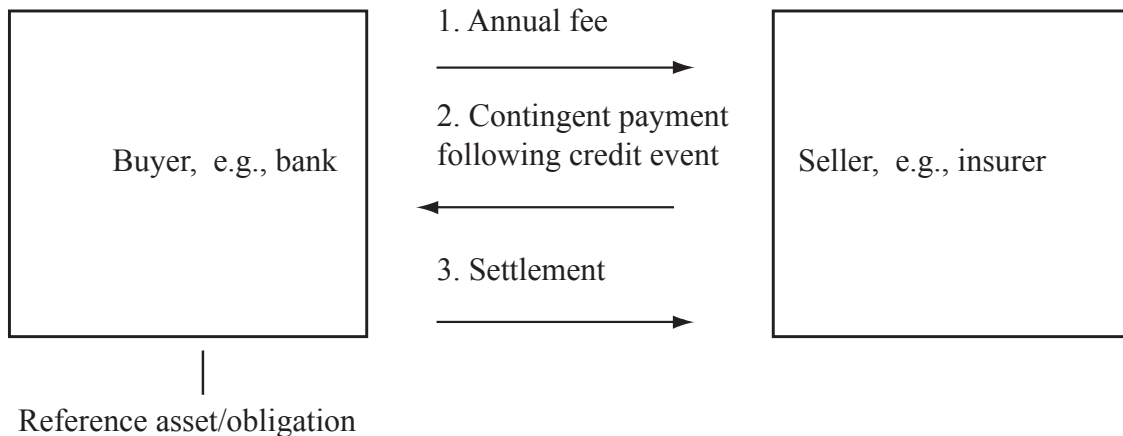 1. Annual fee
2. Contingent payment
following credit event
Buyer, e.g., bank
Seller, e.g., insurer
3. Settlement
Reference asset/obligation